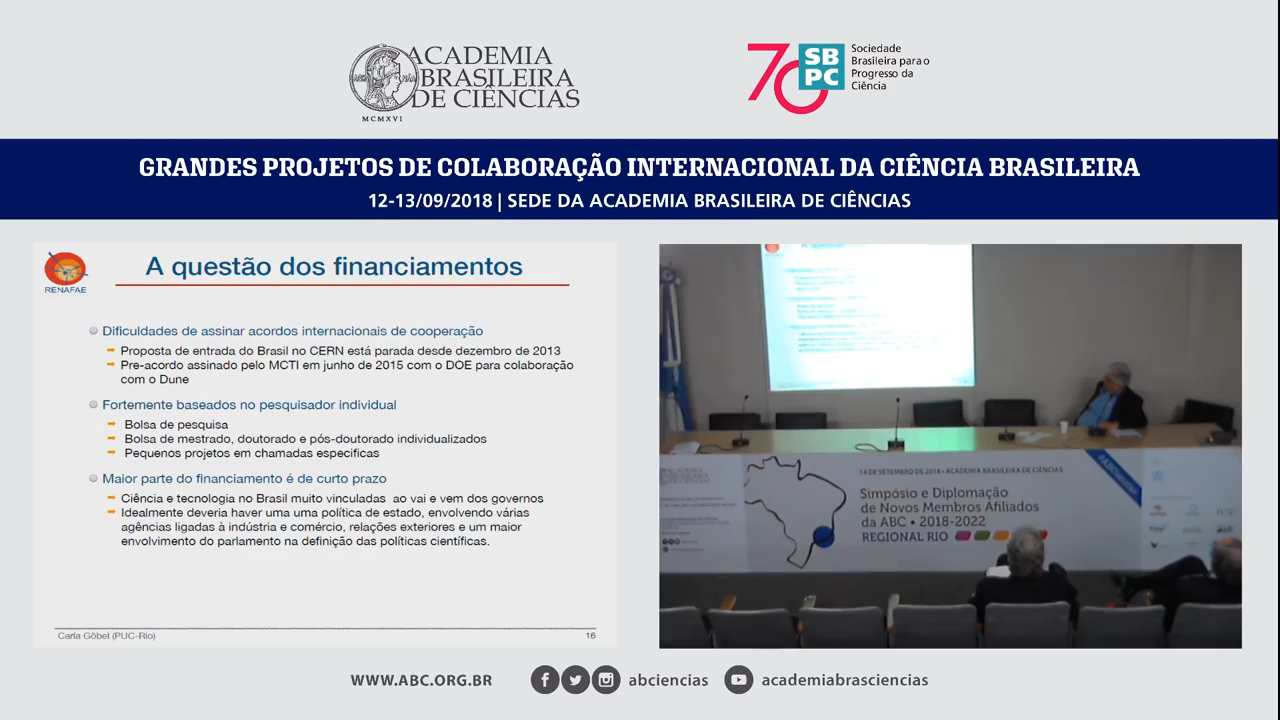 ACADEMIA
BRASILEIRA
DE CIÊNCIAS
MCMXVI
70
SB
PC
Sociedade
Brasileira para o
Progresso da
Ciência
GRANDES PROJETOS DE COLABORAÇÃO INTERNACIONAL DA CIÊNCIA BRASILEIRA
12-13/09/2018 | SEDE DA ACADEMIA BRASILEIRA DE CIÊNCIAS
RENAFAE
A questão dos financiamentos
Dificuldades de assinar acordos internacionais de cooperação
Proposta de entrada do Brasil no CERN está parada desde dezembro de 2013
Pre-acordo assinado pelo MCTI em junho de 2015 com o DOE para colaboração
com o Dune
Fortemente baseados no pesquisador individual
Bolsa de pesquisa
Bolsa de mestrado, doutorado e pós-doutorado individualizados
Pequenos projetos em chamadas especificas
Maior parte do financiamento é de curto prazo
Ciência e tecnologia no Brasil muito vinculadas ao vai e vem dos governos
Idealmente deveria haver uma uma política de estado, envolvendo várias
agências ligadas à indústria e comércio, relações exteriores e um maior
envolvimento do parlamento na definição das políticas científicas.
Carla Göbel (PUC-Rio)
16
14 DE SETEMBRO DE 2018 • ACADEMIA BRASILEIRA DE CIÊNCIAS
Simpósio e Diplomação
de Novos Membros Afiliados
da ABC • 2018-2022
REGIONAL RIO
WWW.ABC.ORG.BR
abciencias
academiabrasciencias